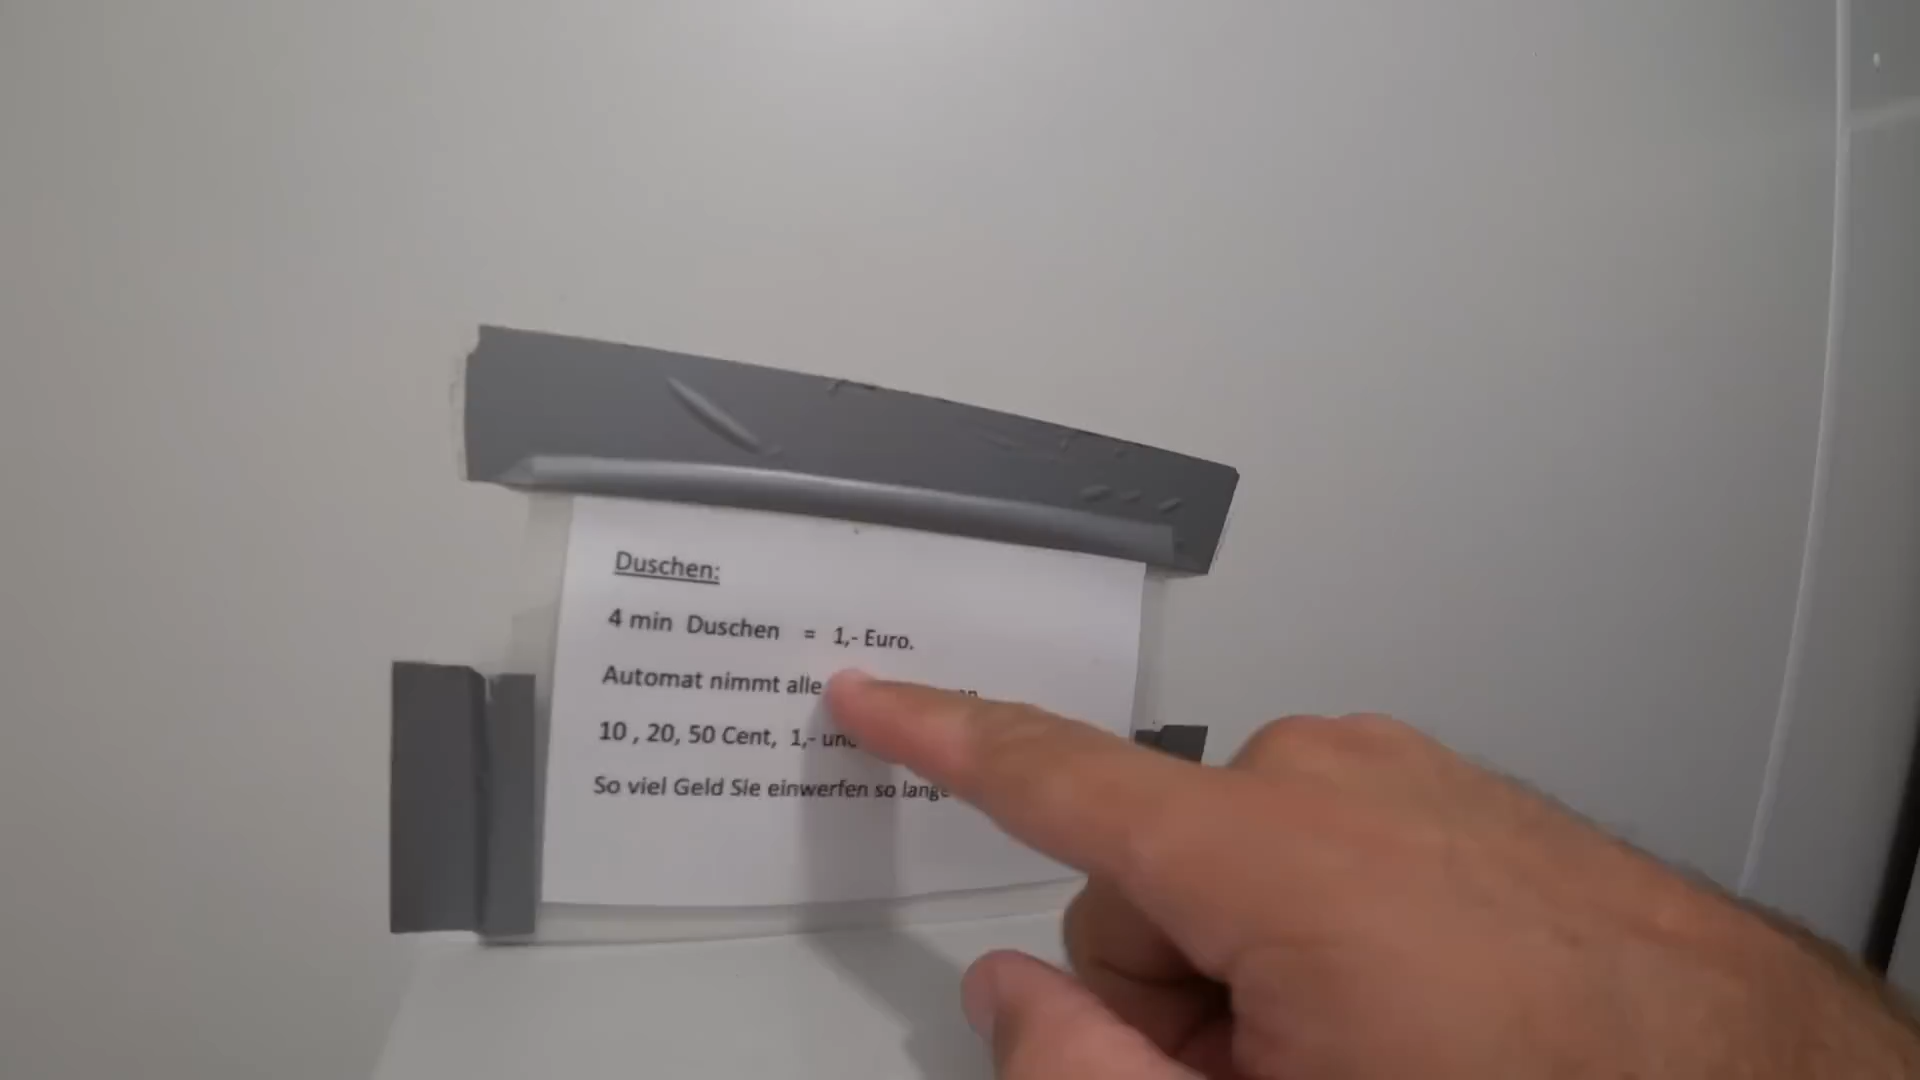 Duschen:
4 min Duschen = 1,- Euro.
Automat nimmt alle
10 , 20, 50 Cent, 1,- und
So viel Geld Sie einwerfen so lange